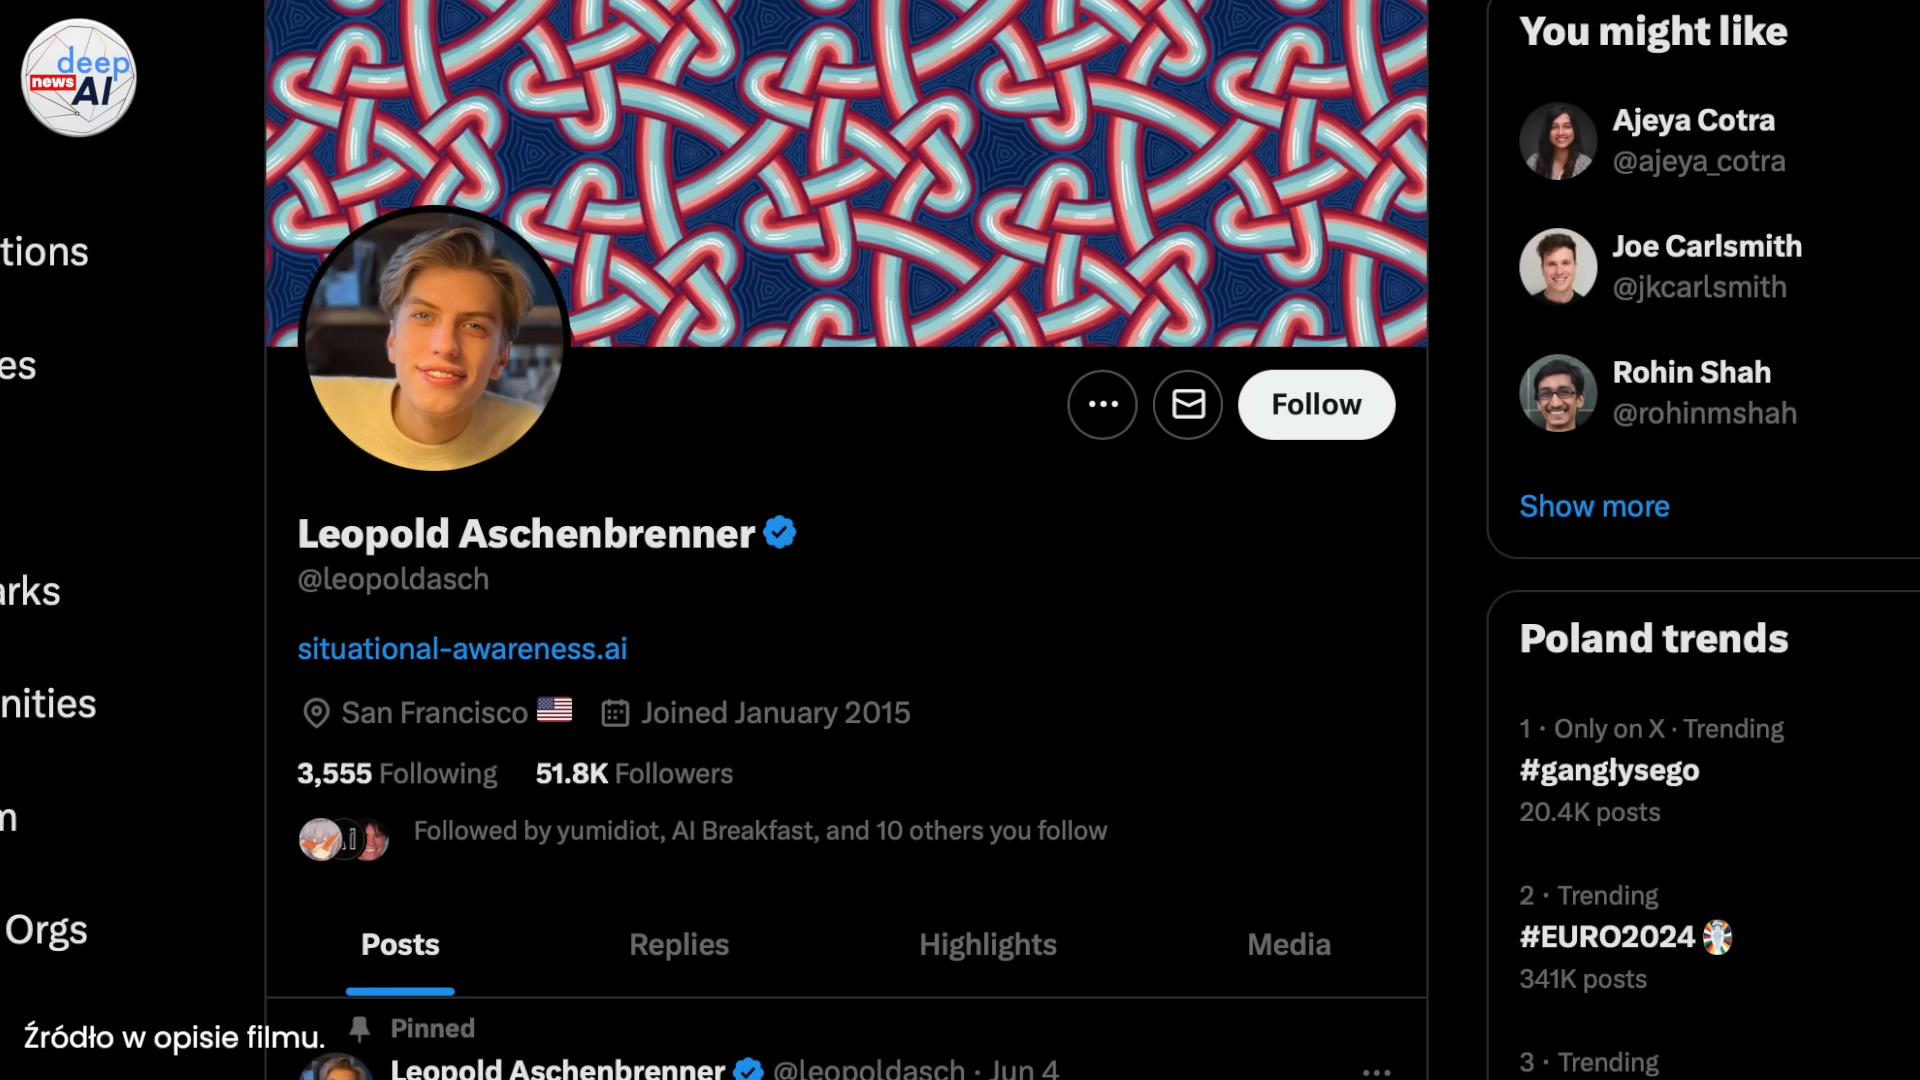 deep
news AI
tions
es
arks
nities
m
Orgs
Źródło w opisie filmu.
Follow
Leopold Aschenbrenner
@leopoldasch
situational-awareness.ai
San Francisco 🇺🇸 Joined January 2015
3,555 Following 51.8K Followers
Followed by yumidiot, AI Breakfast, and 10 others you follow
Posts Replies Highlights Media
Pinned
Leopold Aschenbrenner @leopoldasch · Jun 4
You might like
Ajeya Cotra
@ajeya_cotra
Joe Carlsmith
@jkcarlsmith
Rohin Shah
@rohinmshah
Show more
Poland trends
1 · Only on X · Trending
#gangłysego
20.4K posts
2 · Trending
#EURO2024
341K posts
3 · Trending